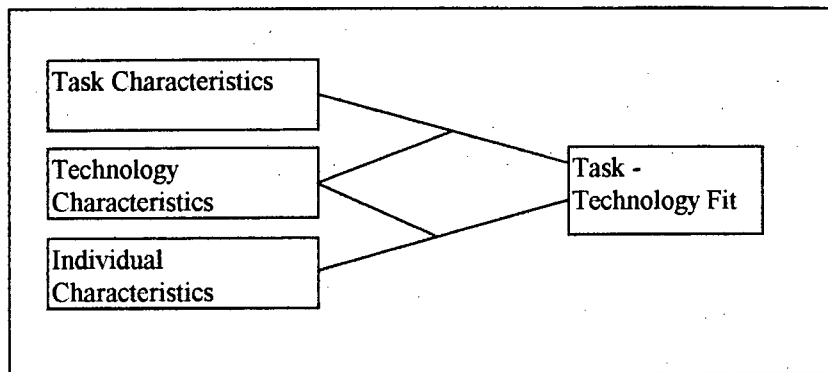 Task Characteristics
Technology
Characteristics
Individual
Characteristics
Task -
Technology Fit